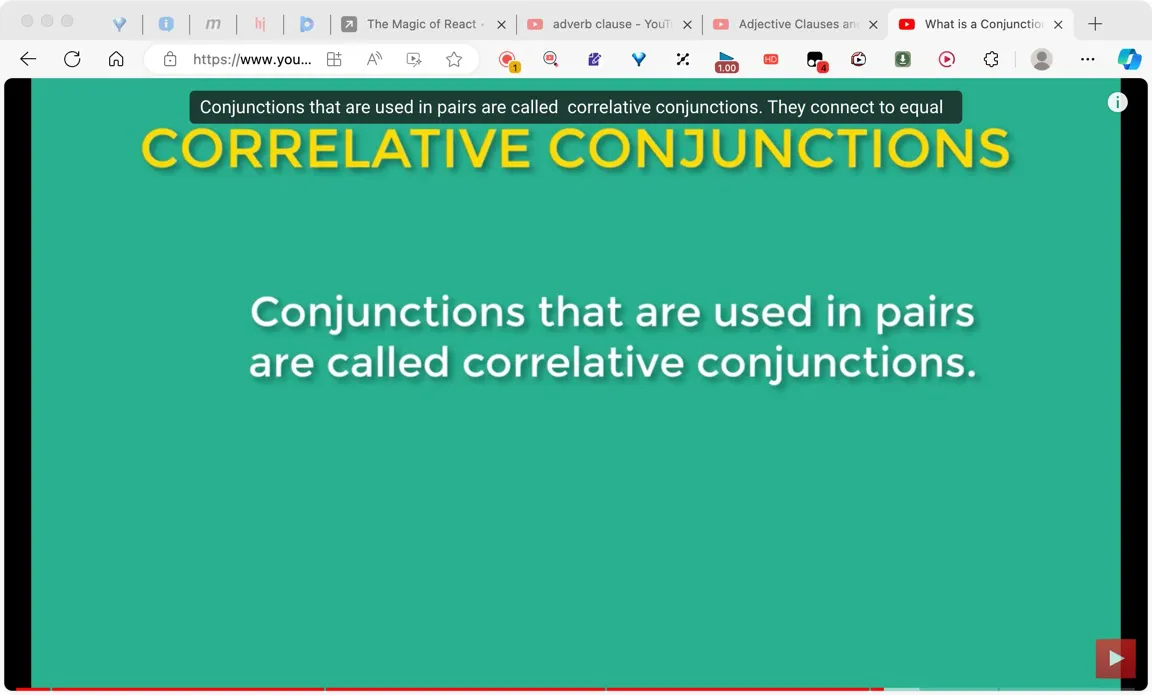 m
hj
The Magic of React -
adverb clause - YouT
Adjective Clauses an
What is a Conjunctio
https://www.you...
1
1.00
HD
4
Conjunctions that are used in pairs are called correlative conjunctions. They connect to equal
CORRELATIVE CONJUNCTIONS
Conjunctions that are used in pairs
are called correlative conjunctions.